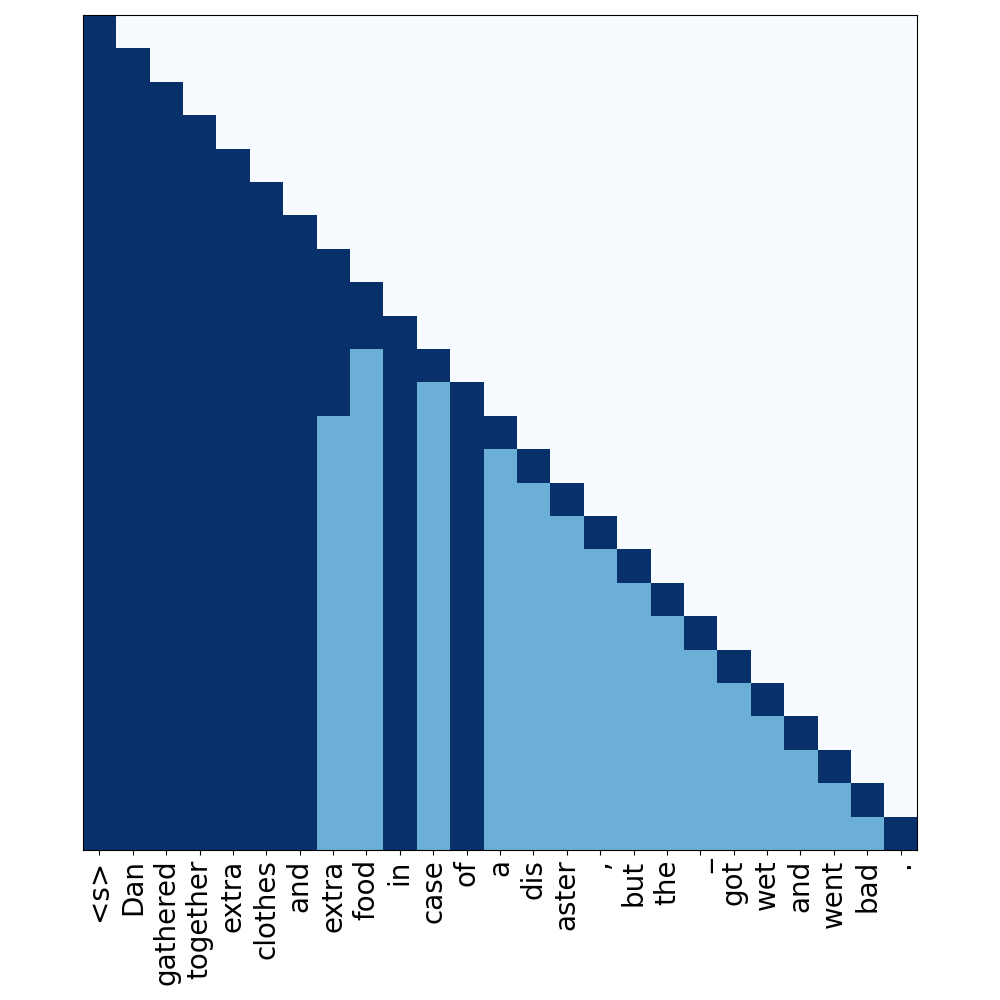 <s>
Dan
gathered
together
extra
clothes
and
extra
food
in
case
of
a
dis
aster
,
but
the
_
got
wet
and
went
bad
.